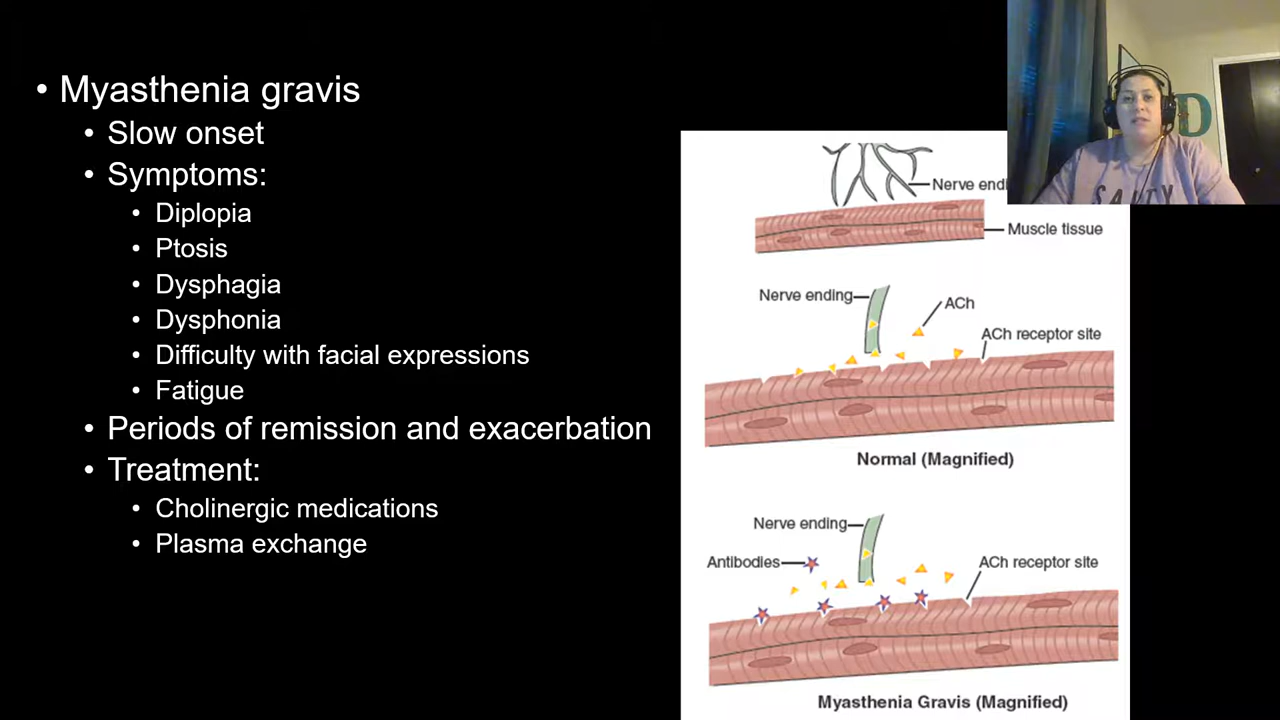 • Myasthenia gravis
• Slow onset
• Symptoms:
• Diplopia
• Ptosis
• Dysphagia
• Dysphonia
• Difficulty with facial expressions
• Fatigue
• Periods of remission and exacerbation
• Treatment:
• Cholinergic medications
• Plasma exchange
Nerve endi
Muscle tissue
Nerve ending
ACh
ACh receptor site
Normal (Magnified)
Nerve ending
Antibodies
ACh receptor site
Myasthenia Gravis (Magnified)
D
SALTY